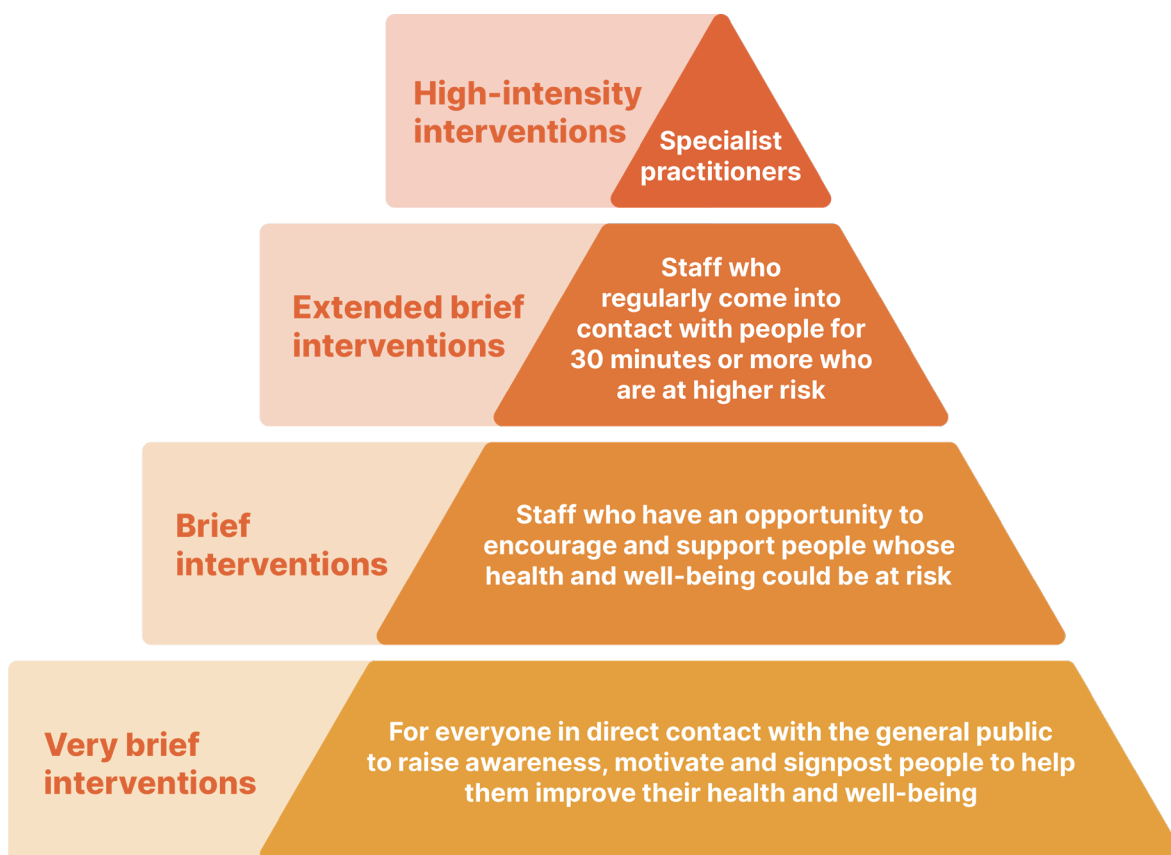 High-intensity
interventions
Specialist
practitioners
Extended brief
interventions
Staff who
regularly come into
contact with people for
30 minutes or more who
are at higher risk
Brief
interventions
Staff who have an opportunity to
encourage and support people whose
health and well-being could be at risk
Very brief
interventions
For everyone in direct contact with the general public
to raise awareness, motivate and signpost people to help
them improve their health and well-being